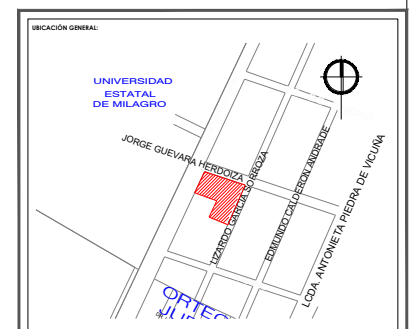 UBICACIÓN GENERAL:
UNIVERSIDAD
ESTATAL
DE MILAGRO
JORGE GUEVARA HERDOIZA
LIZARDO GARCIA SORROZA
EDMUNDO CALDERON ANDRADE
LCDA. ANTONIETA PIEDRA DE VICUÑA